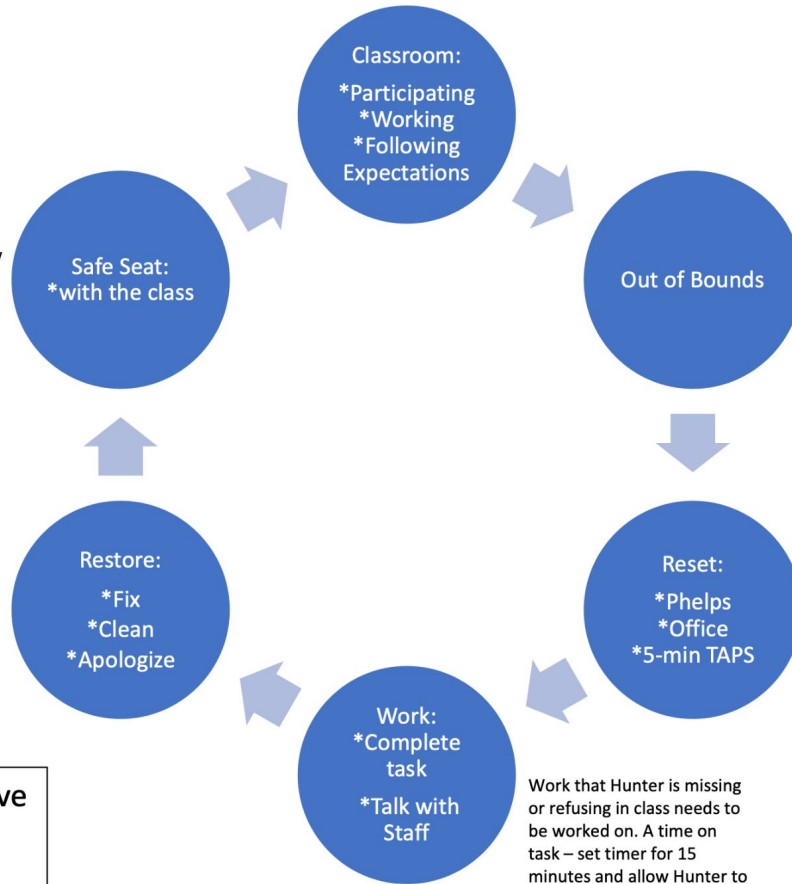 Classroom:
*Participating
*Working
*Following
Expectations
Out of Bounds
Reset:
*Phelps
*Office
*5-min TAPS
Work:
*Complete
task
*Talk with
Staff
Restore:
*Fix
*Clean
*Apologize
Safe Seat:
*with the class
Work that Hunter is missing
or refusing in class needs to
be worked on. A time on
task – set timer for 15
minutes and allow Hunter to